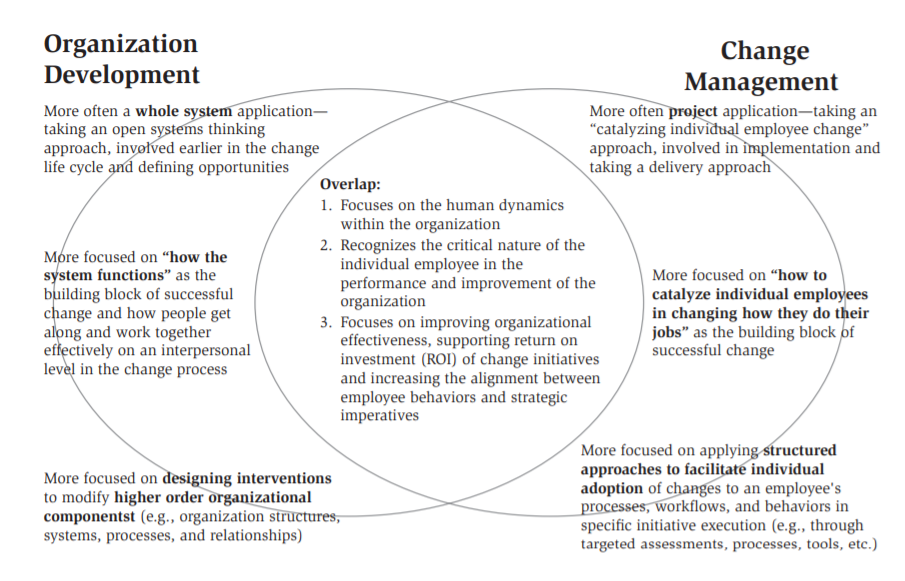 Organization
Development
More often a whole system application—
taking an open systems thinking
approach, involved earlier in the change
life cycle and defining opportunities
More focused on “how the
system functions” as the
building block of successful
change and how people get
along and work together
effectively on an interpersonal
level in the change process
More focused on designing interventions
to modify higher order organizational
componentst (e.g., organization structures,
systems, processes, and relationships)
Overlap:
1. Focuses on the human dynamics
within the organization
2. Recognizes the critical nature of the
individual employee in the
performance and improvement of the
organization
3. Focuses on improving organizational
effectiveness, supporting return on
investment (ROI) of change initiatives
and increasing the alignment between
employee behaviors and strategic
imperatives
Change
Management
More often project application—taking an
“catalyzing individual employee change”
approach, involved in implementation and
taking a delivery approach
More focused on “how to
catalyze individual employees
in changing how they do their
jobs” as the building block of
successful change
More focused on applying structured
approaches to facilitate individual
adoption of changes to an employee's
processes, workflows, and behaviors in
specific initiative execution (e.g., through
targeted assessments, processes, tools, etc.)